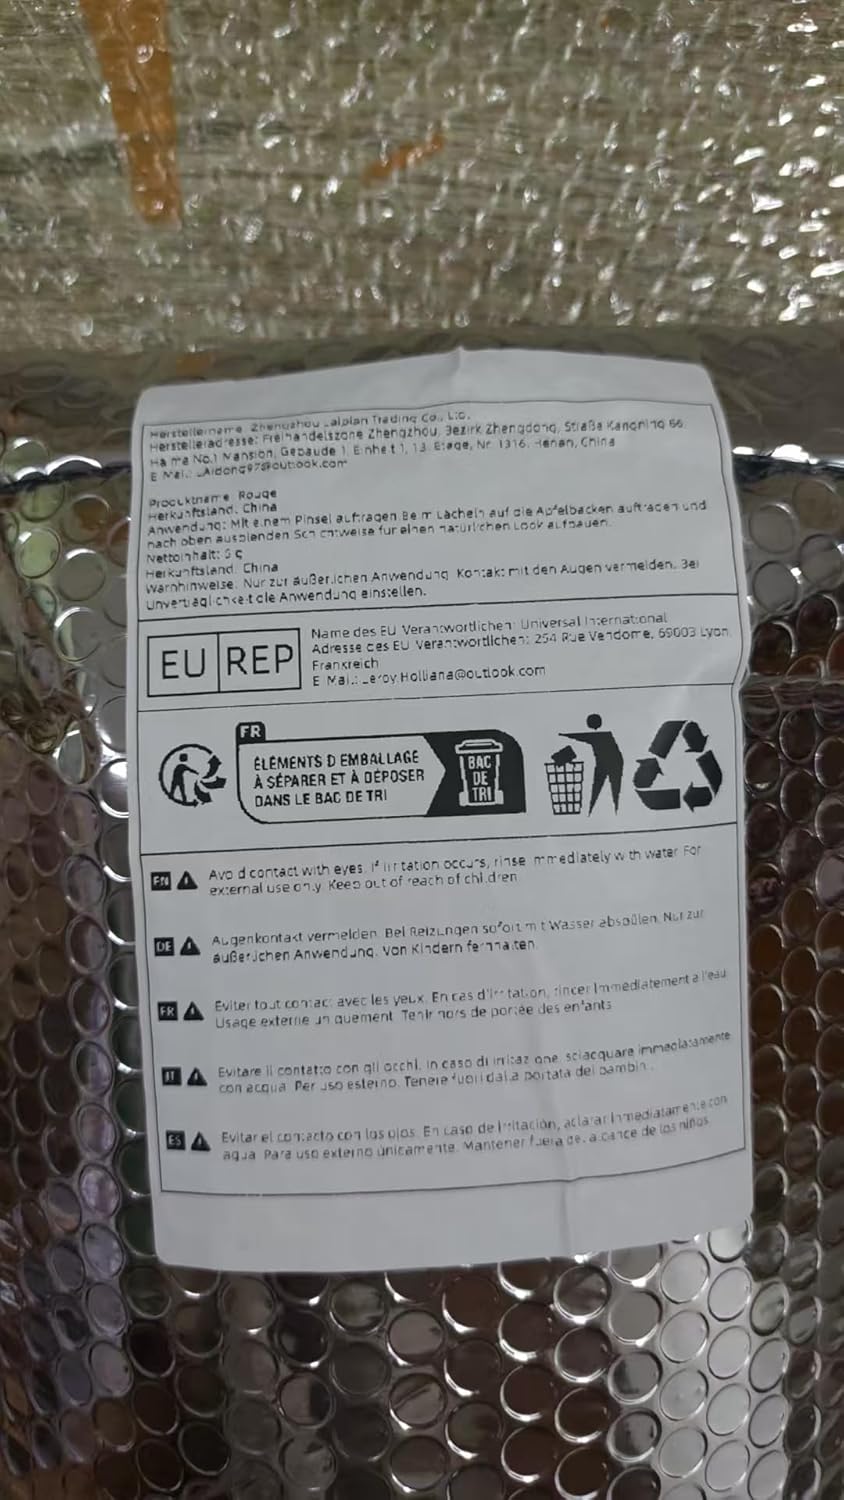 Herstellername: Zhengzhou Laipian Trading Co., Ltd.
Herstelleradresse: Freihandelszone Zhengzhou, Bezirk Zhengdong, Straße Kangning 66,
No.1 Mansion, Gebäude 1, Einheit 1, 13. Etage, Nr. 1316, Henan, China
E Mail:
Produktname: Rouge
Herkunftsland: China
Anwendung: Mit einem Pinsel auftragen. Beim Lächeln auf die Apfelbacken auftragen und
nach oben ausblenden. Schichtweise für einen natürlichen Look aufbauen.
Nettoinhalt:
Herkunftsland: China
Warnhinweise: Nur zur äußerlichen Anwendung. Kontakt mit den Augen vermeiden. Bei
Unverträglichkeit die Anwendung einstellen.
EU REP
Name des EU Verantwortlichen: Universal International
Adresse des EU Verantwortlichen: 254 Rue Vendome, 69003 Lyon,
Frankreich
E Mail: Leroy.Holliana@outlook.com
FR
ÉLÉMENTS D EMBALLAGE
À SÉPARER ET À DÉPOSER
DANS LE BAC DE TRI
BAC
DE
TRI
EN Avoid contact with eyes. If irritation occurs, rinse immediately with water. For
external use only. Keep out of reach of children.
DE Augenkontakt vermeiden. Bei Reizungen sofort mit Wasser abspülen. Nur zur
äußerlichen Anwendung. Von Kindern fernhalten.
FR Éviter tout contact avec les yeux. En cas d'irritation, rincer immédiatement à l'eau.
Usage externe uniquement. Tenir hors de portée des enfants.
IT Evitare il contatto con gli occhi. In caso di irritazione, sciacquare immediatamente
con acqua. Per uso esterno. Tenere fuori dalla portata dei bambini.
ES Evitar el contacto con los ojos. En caso de irritación, aclarar inmediatamente con
agua. Para uso externo únicamente. Mantener fuera del alcance de los niños.